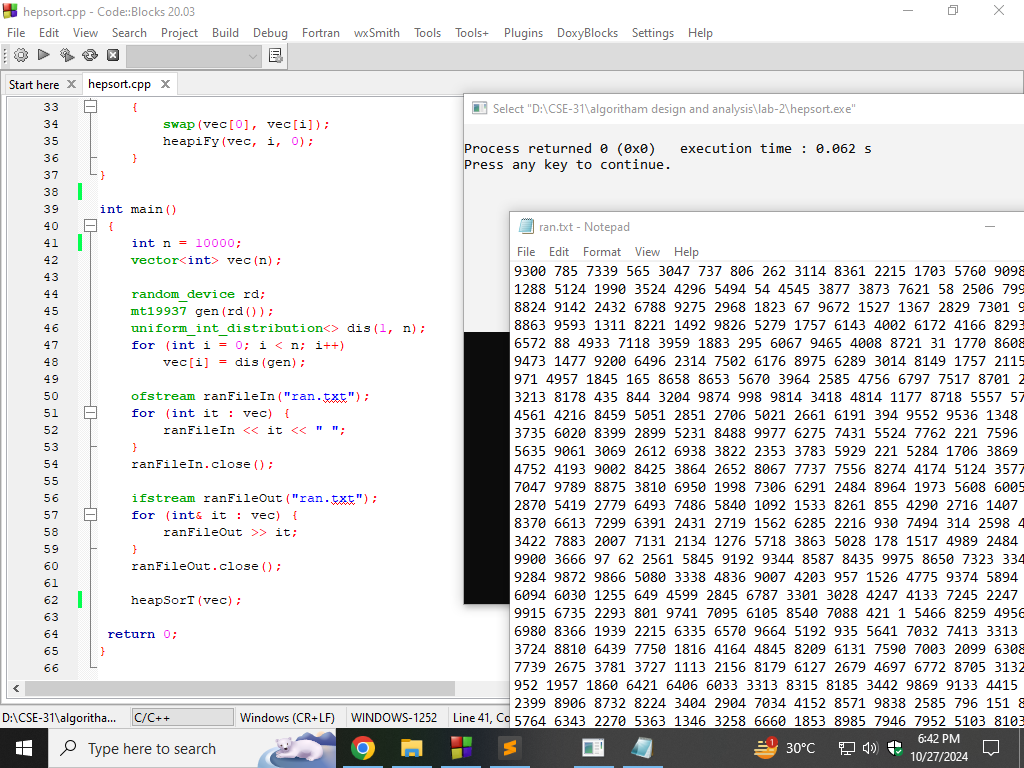 hepsort.cpp - Code::Blocks 20.03
File Edit View Search Project Build Debug Fortran wxSmith Tools Tools+ Plugins DoxyBlocks Settings Help
Start here hepsort.cpp
33 {
34 swap(vec[0], vec[i]);
35 heapiFy(vec, i, 0);
36 }
37 }
38
39 int main()
40 {
41 int n = 10000;
42 vector<int> vec(n);
43
44 random_device rd;
45 mt19937 gen(rd());
46 uniform_int_distribution<> dis(1, n);
47 for (int i = 0; i < n; i++)
48 vec[i] = dis(gen);
49
50 ofstream ranFileIn("ran.txt");
51 for (int it : vec) {
52 ranFileIn << it << " ";
53 }
54 ranFileIn.close();
55
56 ifstream ranFileOut("ran.txt");
57 for (int& it : vec) {
58 ranFileOut >> it;
59 }
60 ranFileOut.close();
61
62 heapSorT(vec);
63
64 return 0;
65 }
66
Select "D:\CSE-31\algoritham design and analysis\lab-2\hepsort.exe"
Process returned 0 (0x0) execution time : 0.062 s
Press any key to continue.
ran.txt - Notepad
File Edit Format View Help
9300 785 7339 565 3047 737 806 262 3114 8361 2215 1703 5760 9098
1288 5124 1990 3524 4296 5494 54 4545 3877 3873 7621 58 2506 799
8824 9142 2432 6788 9275 2968 1823 67 9672 1527 1367 2829 7301 9
8863 9593 1311 8221 1492 9826 5279 1757 6143 4002 6172 4166 8293
6572 88 4933 7118 3959 1883 295 6067 9465 4008 8721 31 1770 8608
9473 1477 9200 6496 2314 7502 6176 8975 6289 3014 8149 1757 2115
971 4957 1845 165 8658 8653 5670 3964 2585 4756 6797 7517 8701 2
3213 8178 435 844 3204 9874 998 9814 3418 4814 1177 8718 5557 57
4561 4216 8459 5051 2851 2706 5021 2661 6191 394 9552 9536 1348
3735 6020 8399 2899 5231 8488 9977 6275 7431 5524 7762 221 7596
5635 9061 3069 2612 6938 3822 2353 3783 5929 221 5284 1706 3869
4752 4193 9002 8425 3864 2652 8067 7737 7556 8274 4174 5124 3577
7047 9789 8875 3810 6950 1998 7306 6291 2484 8964 1973 5608 6005
2870 5419 2779 6493 7486 5840 1092 1533 8261 855 4290 2716 1407
8370 6613 7299 6391 2431 2719 1562 6285 2216 930 7494 314 2598 4
3422 7883 2007 7131 2134 1276 5718 3863 5028 178 1517 4989 2484
9900 3666 97 62 2561 5845 9192 9344 8587 8435 9975 8650 7323 334
9284 9872 9866 5080 3338 4836 9007 4203 957 1526 4775 9374 5894
6094 6030 1255 649 4599 2845 6787 3301 3028 4247 4133 7245 2247
9915 6735 2293 801 9741 7095 6105 8540 7088 421 1 5466 8259 4956
6980 8366 1939 2215 6335 6570 9664 5192 935 5641 7032 7413 3313
3724 8810 6439 7750 1816 4164 4845 8209 6131 7590 7003 2099 6308
7739 2675 3781 3727 1113 2156 8179 6127 2679 4697 6772 8705 3132
952 1957 1860 6421 6406 6033 3313 8315 8185 3442 9869 9133 4415
2399 8906 8732 8224 3404 2904 7034 4152 8571 9838 2585 796 151 8
5764 6343 2270 5363 1346 3258 6660 1853 8985 7946 7952 5103 8103
D:\CSE-31\algoritha... C/C++ Windows (CR+LF) WINDOWS-1252 Line 41, Co
Type here to search
1 30°C 6:42 PM
10/27/2024